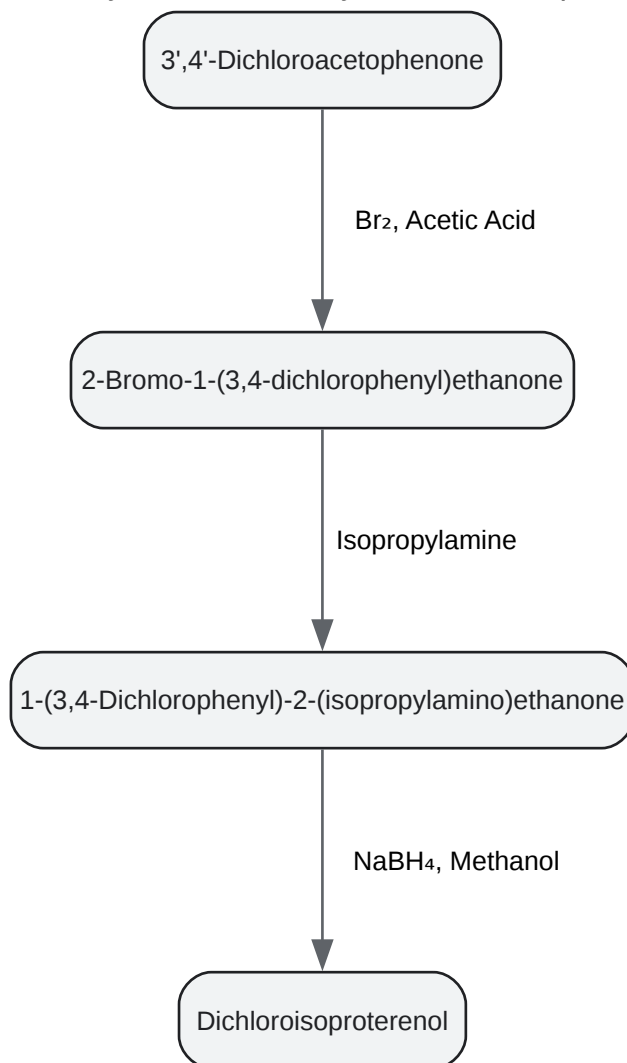 3',4'-Dichloroacetophenone
Br₂, Acetic Acid
2-Bromo-1-(3,4-dichlorophenyl)ethanone
Isopropylamine
1-(3,4-Dichlorophenyl)-2-(isopropylamino)ethanone
NaBH₄, Methanol
Dichloroisoproterenol